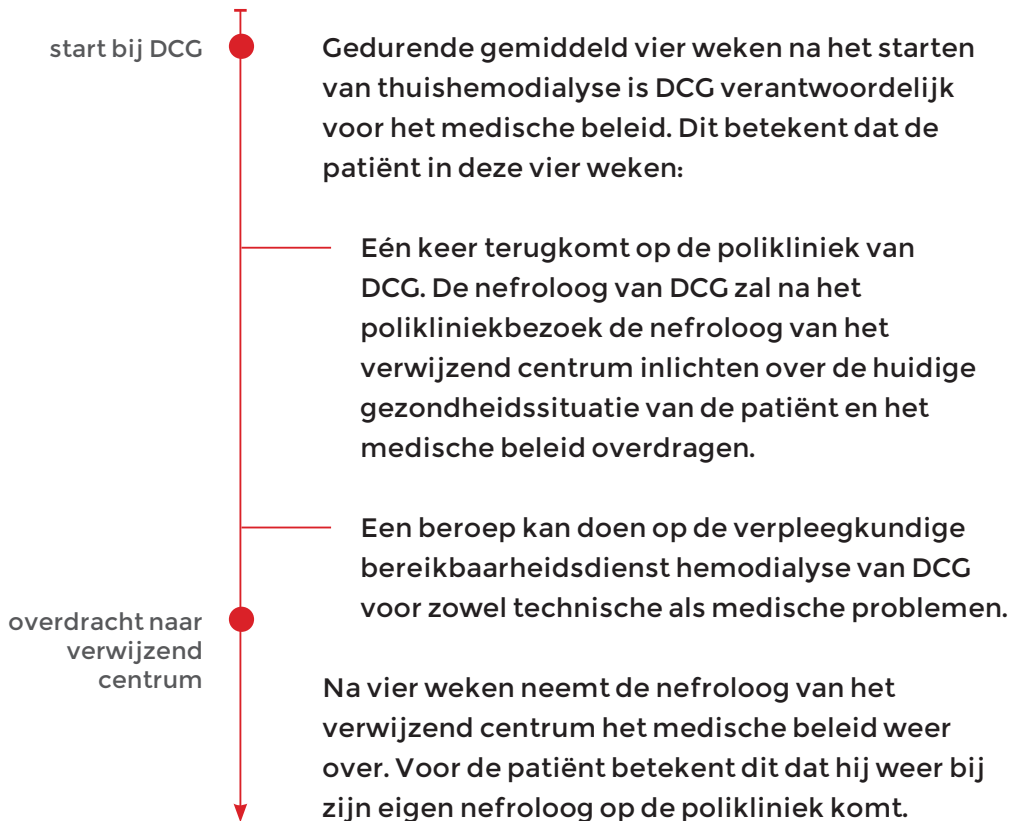 start bij DCG
Gedurende gemiddeld vier weken na het starten
van thuishemodialyse is DCG verantwoordelijk
voor het medische beleid. Dit betekent dat de
patiënt in deze vier weken:
Eén keer terugkomt op de polikliniek van
DCG. De nefroloog van DCG zal na het
polikliniekbezoek de nefroloog van het
verwijzend centrum inlichten over de huidige
gezondheidssituatie van de patiënt en het
medische beleid overdragen.
Een beroep kan doen op de verpleegkundige
bereikbaarheidsdienst hemodialyse van DCG
voor zowel technische als medische problemen.
overdracht naar
verwijzend
centrum
Na vier weken neemt de nefroloog van het
verwijzend centrum het medische beleid weer
over. Voor de patiënt betekent dit dat hij weer bij
zijn eigen nefroloog op de polikliniek komt.